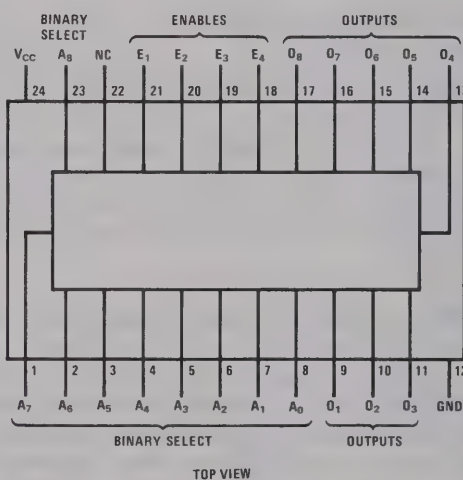 BINARY SELECT ENABLES OUTPUTS
VCC A8 NC E1 E2 E3 E4 O8 O7 O6 O5 O4
24 23 22 21 20 19 18 17 16 15 14 13
1 2 3 4 5 6 7 8 9 10 11 12
A7 A6 A5 A4 A3 A2 A1 A0 O1 O2 O3 GND
BINARY SELECT OUTPUTS
TOP VIEW